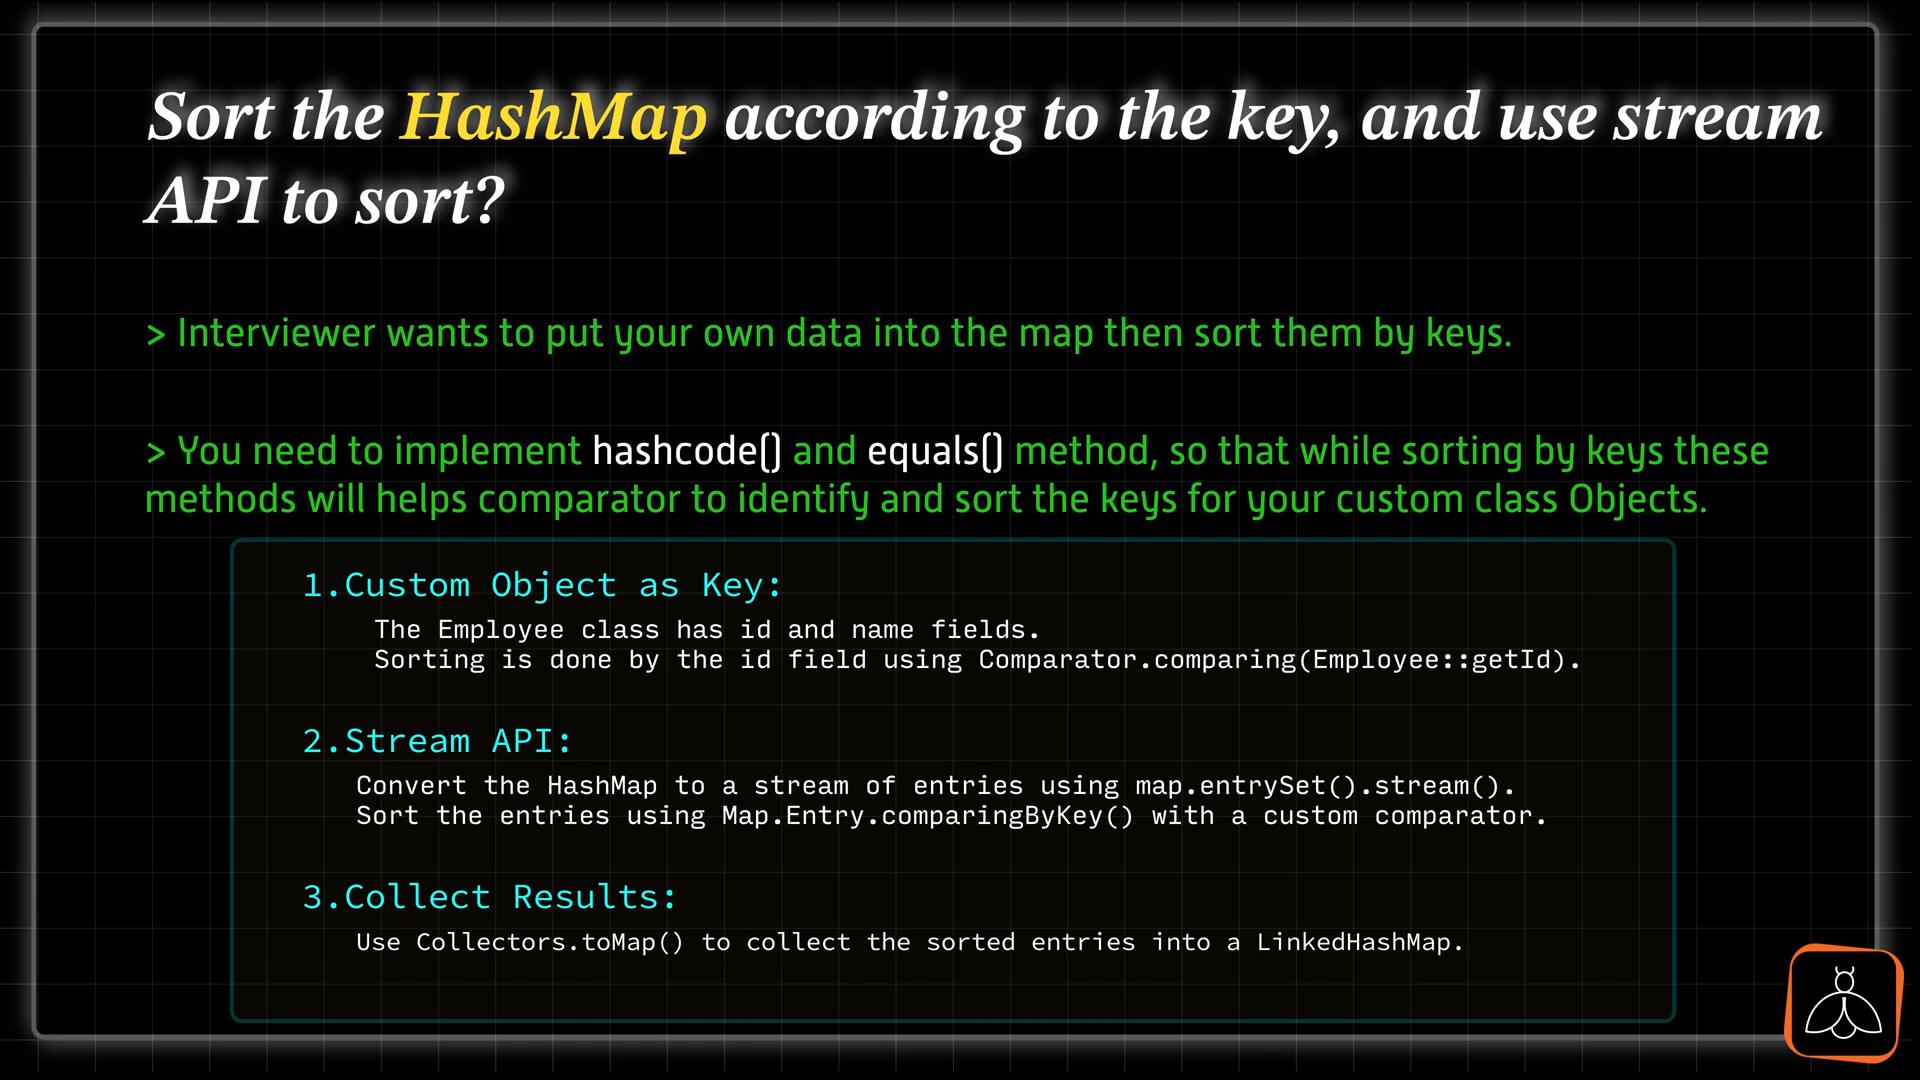 Sort the HashMap according to the key, and use stream
API to sort?
> Interviewer wants to put your own data into the map then sort them by keys.
> You need to implement hashcode() and equals() method, so that while sorting by keys these
methods will helps comparator to identify and sort the keys for your custom class Objects.
1.Custom Object as Key:
The Employee class has id and name fields.
Sorting is done by the id field using Comparator.comparing(Employee::getId).
2.Stream API:
Convert the HashMap to a stream of entries using map.entrySet().stream().
Sort the entries using Map.Entry.comparingByKey() with a custom comparator.
3.Collect Results:
Use Collectors.toMap() to collect the sorted entries into a LinkedHashMap.